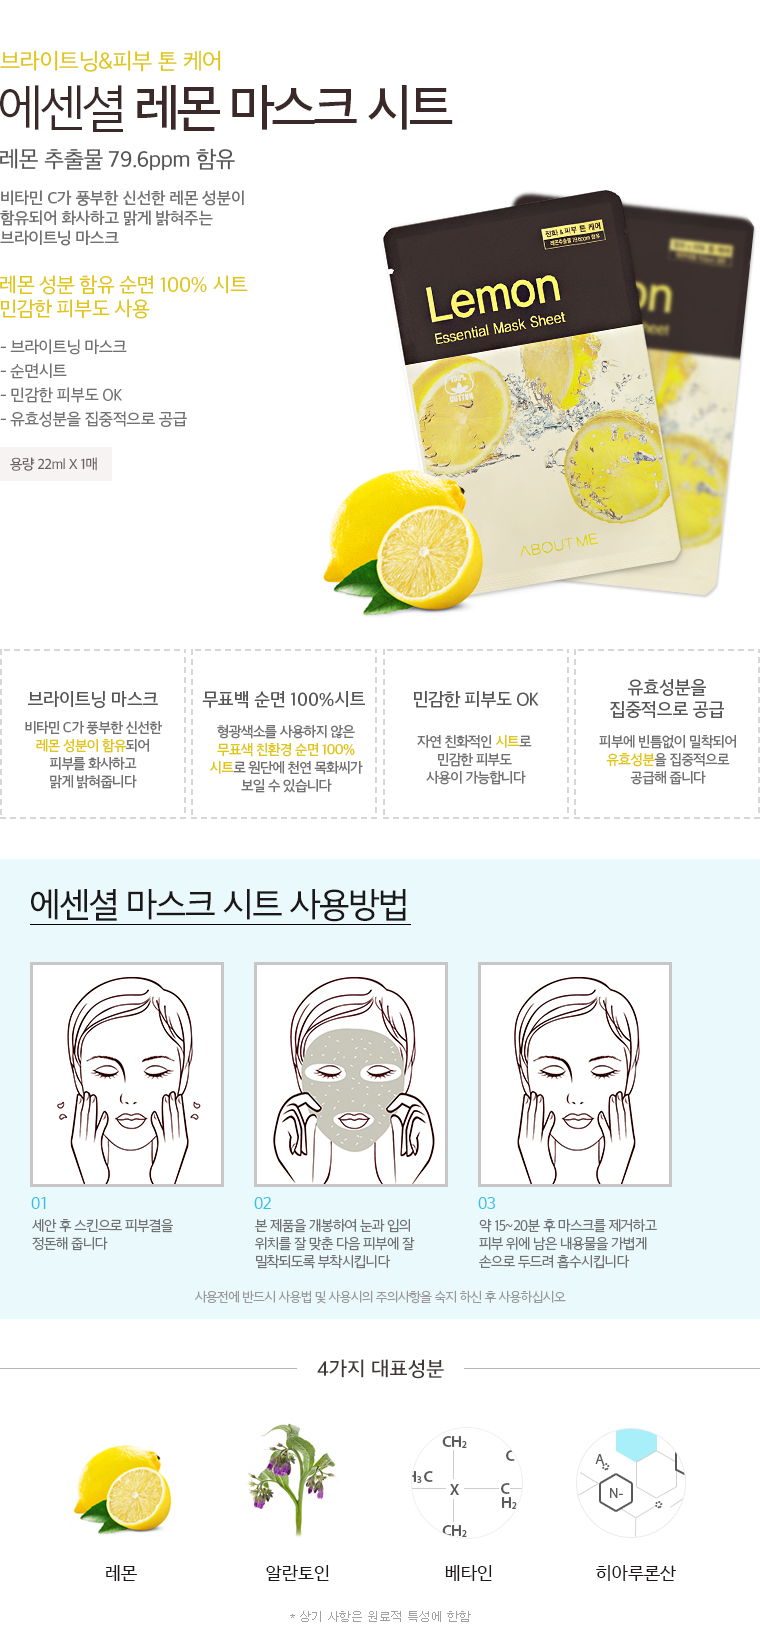 브라이트닝&피부 톤 케어
에센셜 레몬 마스크 시트
레몬 추출물 79.6ppm 함유
비타민 C가 풍부한 신선한 레몬 성분이
함유되어 화사하고 맑게 밝혀주는
브라이트닝 마스크
레몬 성분 함유 순면 100% 시트
민감한 피부도 사용
- 브라이트닝 마스크
- 순면시트
- 민감한 피부도 OK
- 유효성분을 집중적으로 공급
용량 22ml X 1매
진화 & 피부 톤 케어
레몬추출물 79.6ppm 함유
Lemon
Essential Mask Sheet
COTTON
ABOUT ME
on
heet
브라이트닝 마스크
비타민 C가 풍부한 신선한
레몬 성분이 함유되어
피부를 화사하고
맑게 밝혀줍니다
무표백 순면 100%시트
형광색소를 사용하지 않은
무표색 친환경 순면 100%
시트로 원단에 천연 목화씨가
보일 수 있습니다
민감한 피부도 OK
자연 친화적인 시트로
민감한 피부도
사용이 가능합니다
유효성분을
집중적으로 공급
피부에 빈틈없이 밀착되어
유효성분을 집중적으로
공급해 줍니다
에센셜 마스크 시트 사용방법
01
세안 후 스킨으로 피부결을
정돈해 줍니다
02
본 제품을 개봉하여 눈과 입의
위치를 잘 맞춘 다음 피부에 잘
밀착되도록 부착시킵니다
03
약 15~20분 후 마스크를 제거하고
피부 위에 남은 내용물을 가볍게
손으로 두드려 흡수시킵니다
사용전에 반드시 사용법 및 사용시의 주의사항을 숙지 하신 후 사용하십시오
4가지 대표성분
CH₂
C
H₃C
X
C
H₂
CH₂
A
N-
레몬
알란토인
베타인
히아루론산
* 상기 사항은 원료적 특성에 한함